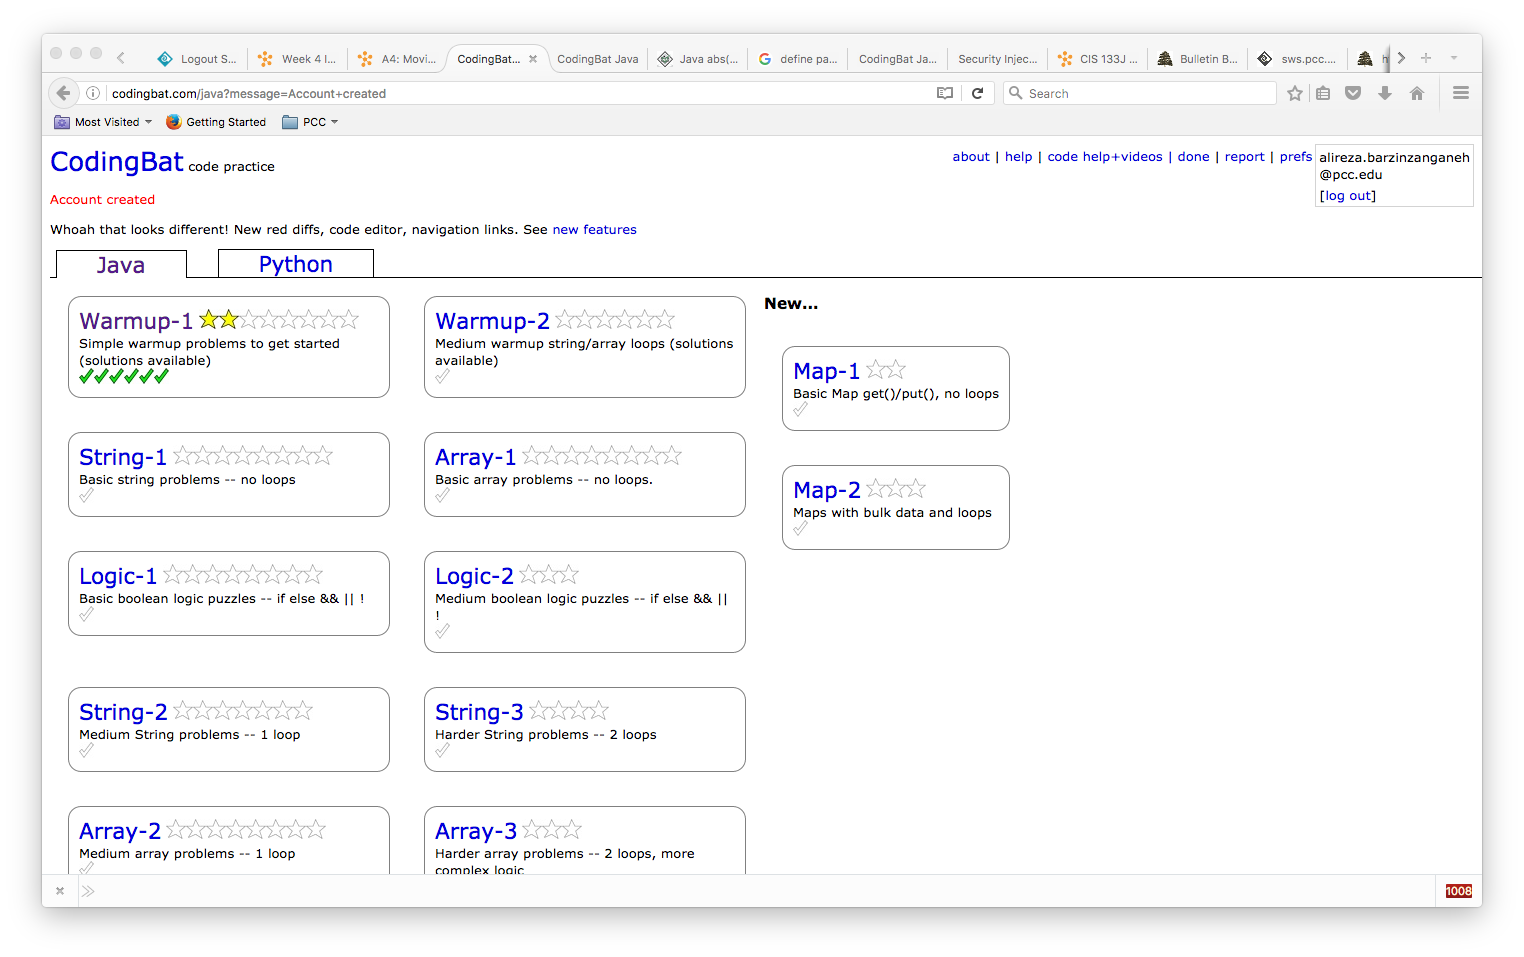 Logout S...
Week 4 I...
A4: Movi...
CodingBat...
CodingBat Java
Java abs(...
define pa...
CodingBat Ja...
Security Injec...
CIS 133J ...
Bulletin B...
sws.pcc....
codingbat.com/java?message=Account+created
Search
Most Visited
Getting Started
PCC
CodingBat code practice
about | help | code help+videos | done | report | prefs
alireza.barzinzanganeh
@pcc.edu
[log out]
Account created
Whoah that looks different! New red diffs, code editor, navigation links. See new features
Java
Python
Warmup-1
Simple warmup problems to get started
(solutions available)
Warmup-2
Medium warmup string/array loops (solutions
available)
New...
Map-1
Basic Map get()/put(), no loops
String-1
Basic string problems -- no loops
Array-1
Basic array problems -- no loops.
Map-2
Maps with bulk data and loops
Logic-1
Basic boolean logic puzzles -- if else && || !
Logic-2
Medium boolean logic puzzles -- if else && ||
!
String-2
Medium String problems -- 1 loop
String-3
Harder String problems -- 2 loops
Array-2
Medium array problems -- 1 loop
Array-3
Harder array problems -- 2 loops, more
complex logic
1008